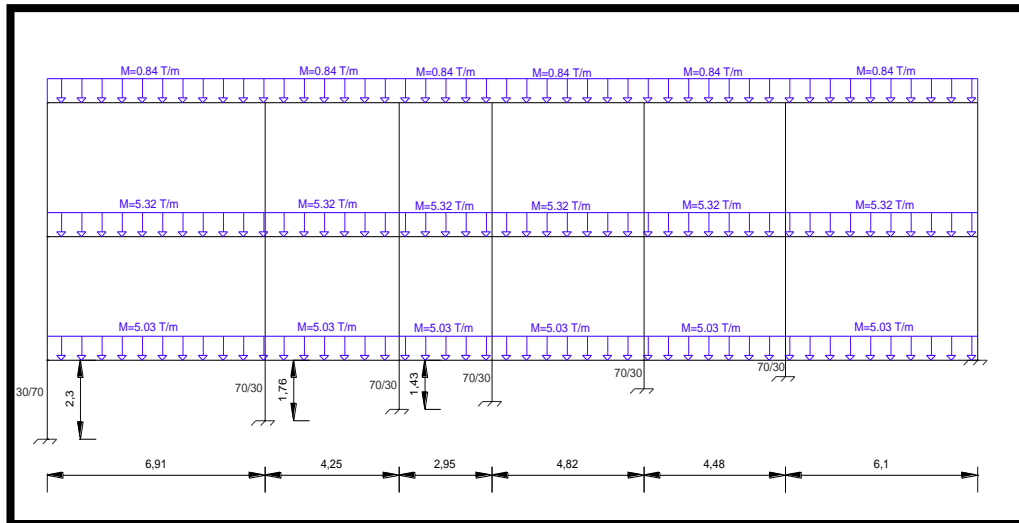 M=0.84 T/m M=0.84 T/m M=0.84 T/m M=0.84 T/m M=0.84 T/m M=0.84 T/m
M=5.32 T/m M=5.32 T/m M=5.32 T/m M=5.32 T/m M=5.32 T/m M=5.32 T/m
M=5.03 T/m M=5.03 T/m M=5.03 T/m M=5.03 T/m M=5.03 T/m M=5.03 T/m
30/70 2,3 70/30 1,76 70/30 1,43 70/30 70/30 70/30
6,91 4,25 2,95 4,82 4,48 6,1